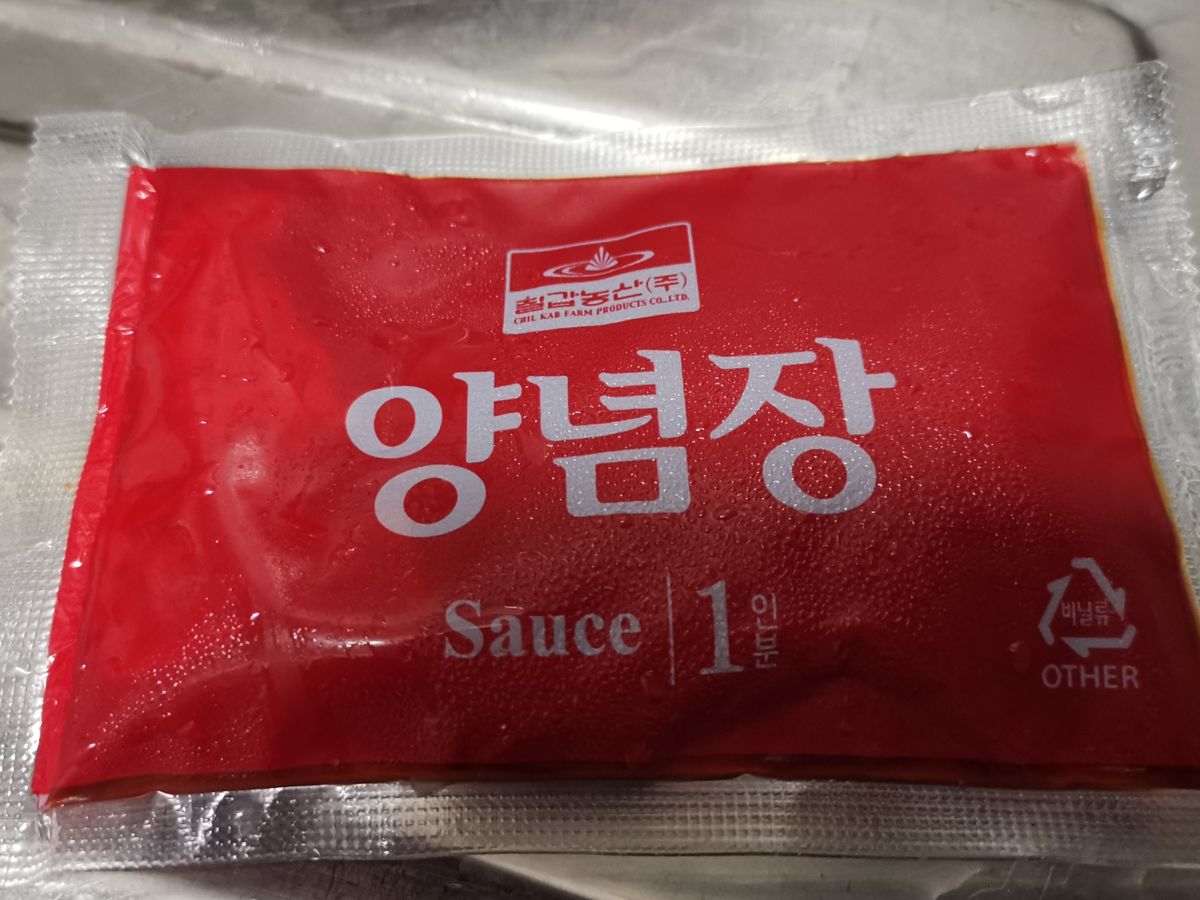 칠갑농산(주)
CHIL KAB FARM PRODUCTS CO.,LTD.
양념장
Sauce 1인분
비닐류
OTHER